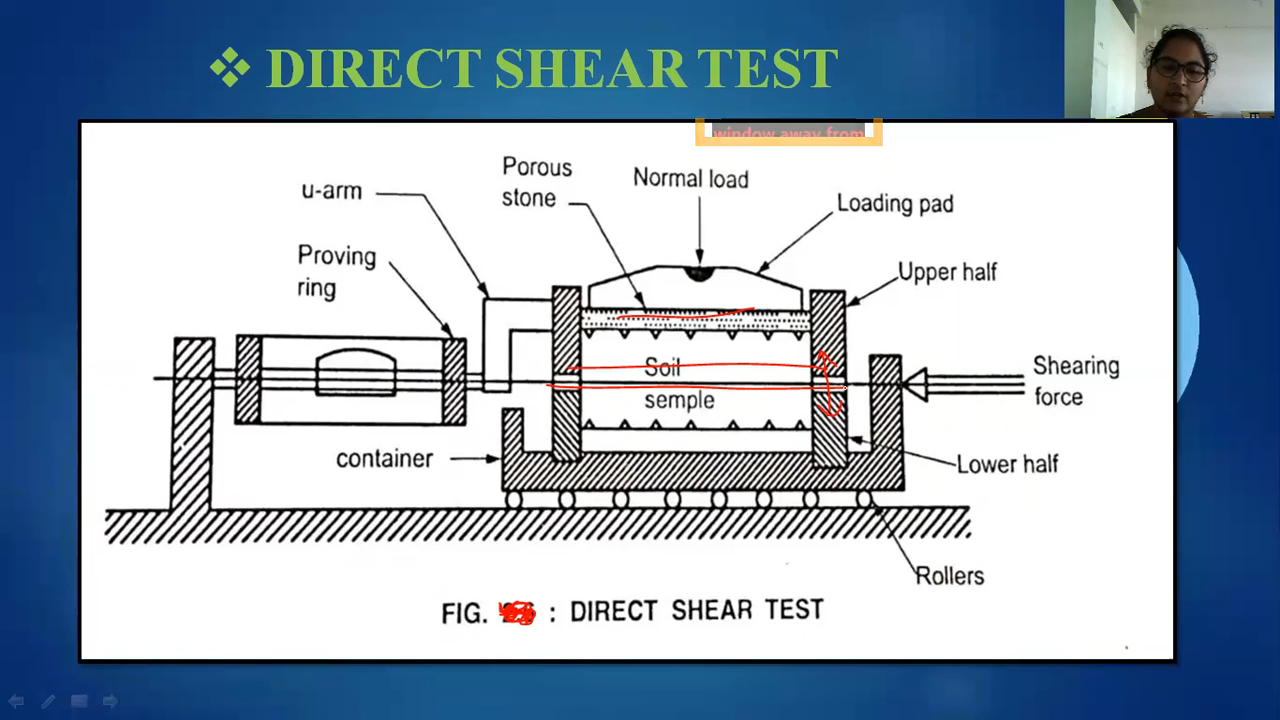 ❖ DIRECT SHEAR TEST
window away from
Porous
stone
Normal load
u-arm
Loading pad
Proving
ring
Upper half
Soil
semple
Shearing
force
container
Lower half
Rollers
FIG. : DIRECT SHEAR TEST